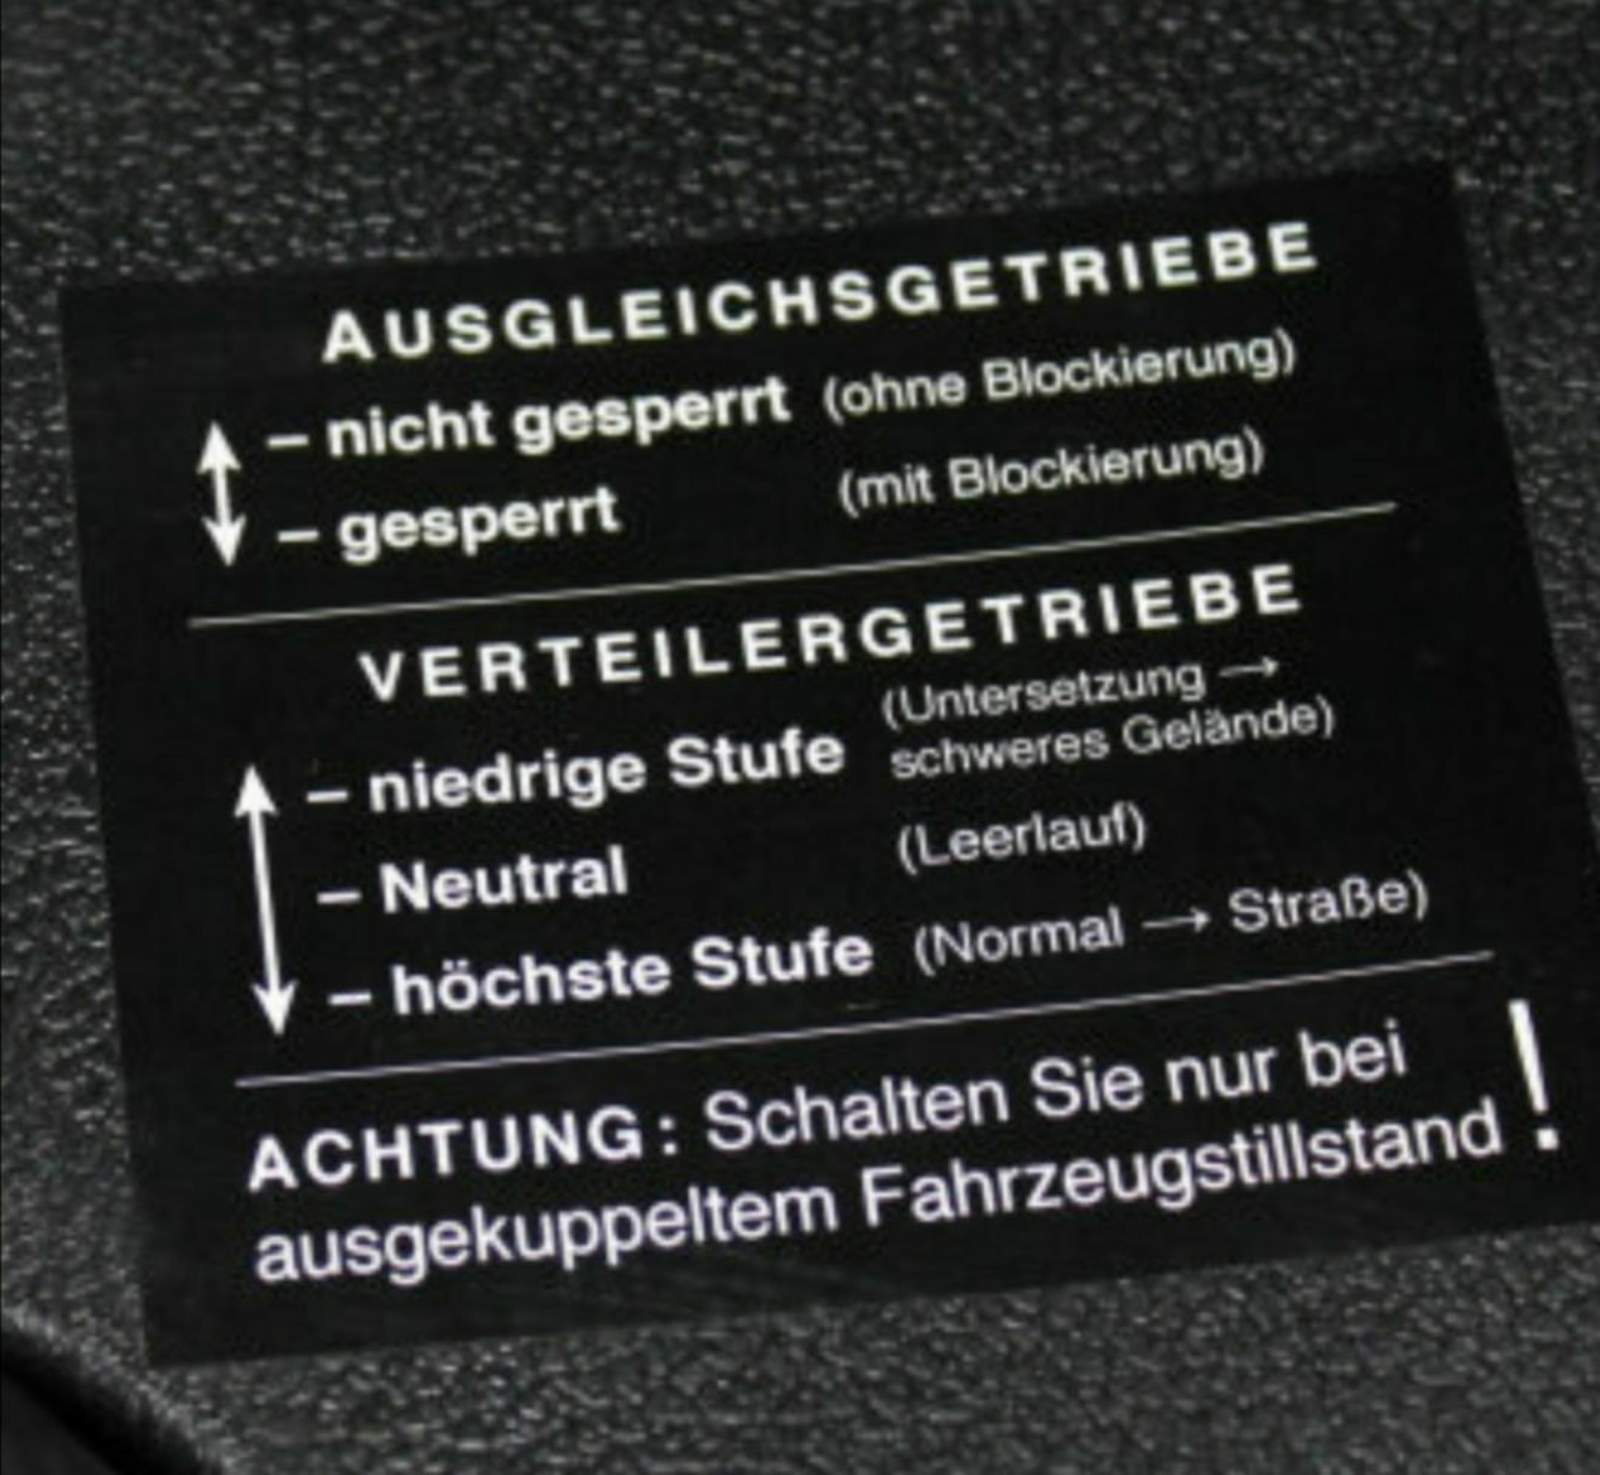 AUSGLEICHSGETRIEBE
– nicht gesperrt (ohne Blockierung)
– gesperrt (mit Blockierung)
VERTEILERGETRIEBE
– niedrige Stufe (Untersetzung →
schweres Gelände)
– Neutral (Leerlauf)
– höchste Stufe (Normal → Straße)
ACHTUNG: Schalten Sie nur bei
ausgekuppeltem Fahrzeugstillstand !